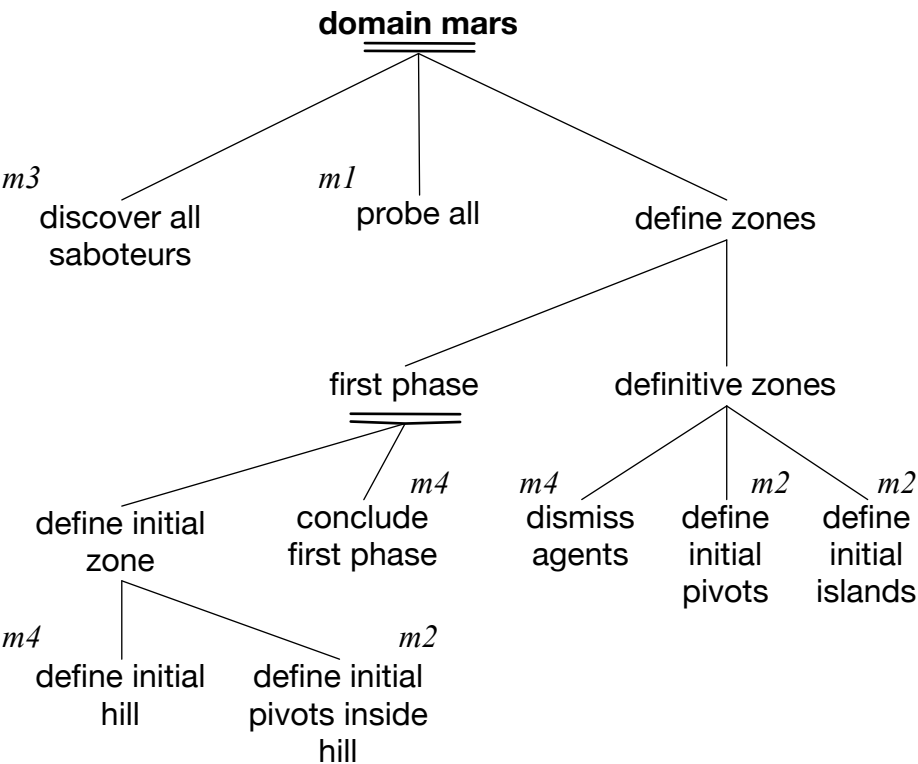 domain mars
m3
m1
discover all
saboteurs
probe all
define zones
first phase
definitive zones
m4
m4
m2
m2
define initial
zone
conclude
first phase
dismiss
agents
define
initial
pivots
define
initial
islands
m4
m2
define initial
hill
define initial
pivots inside
hill